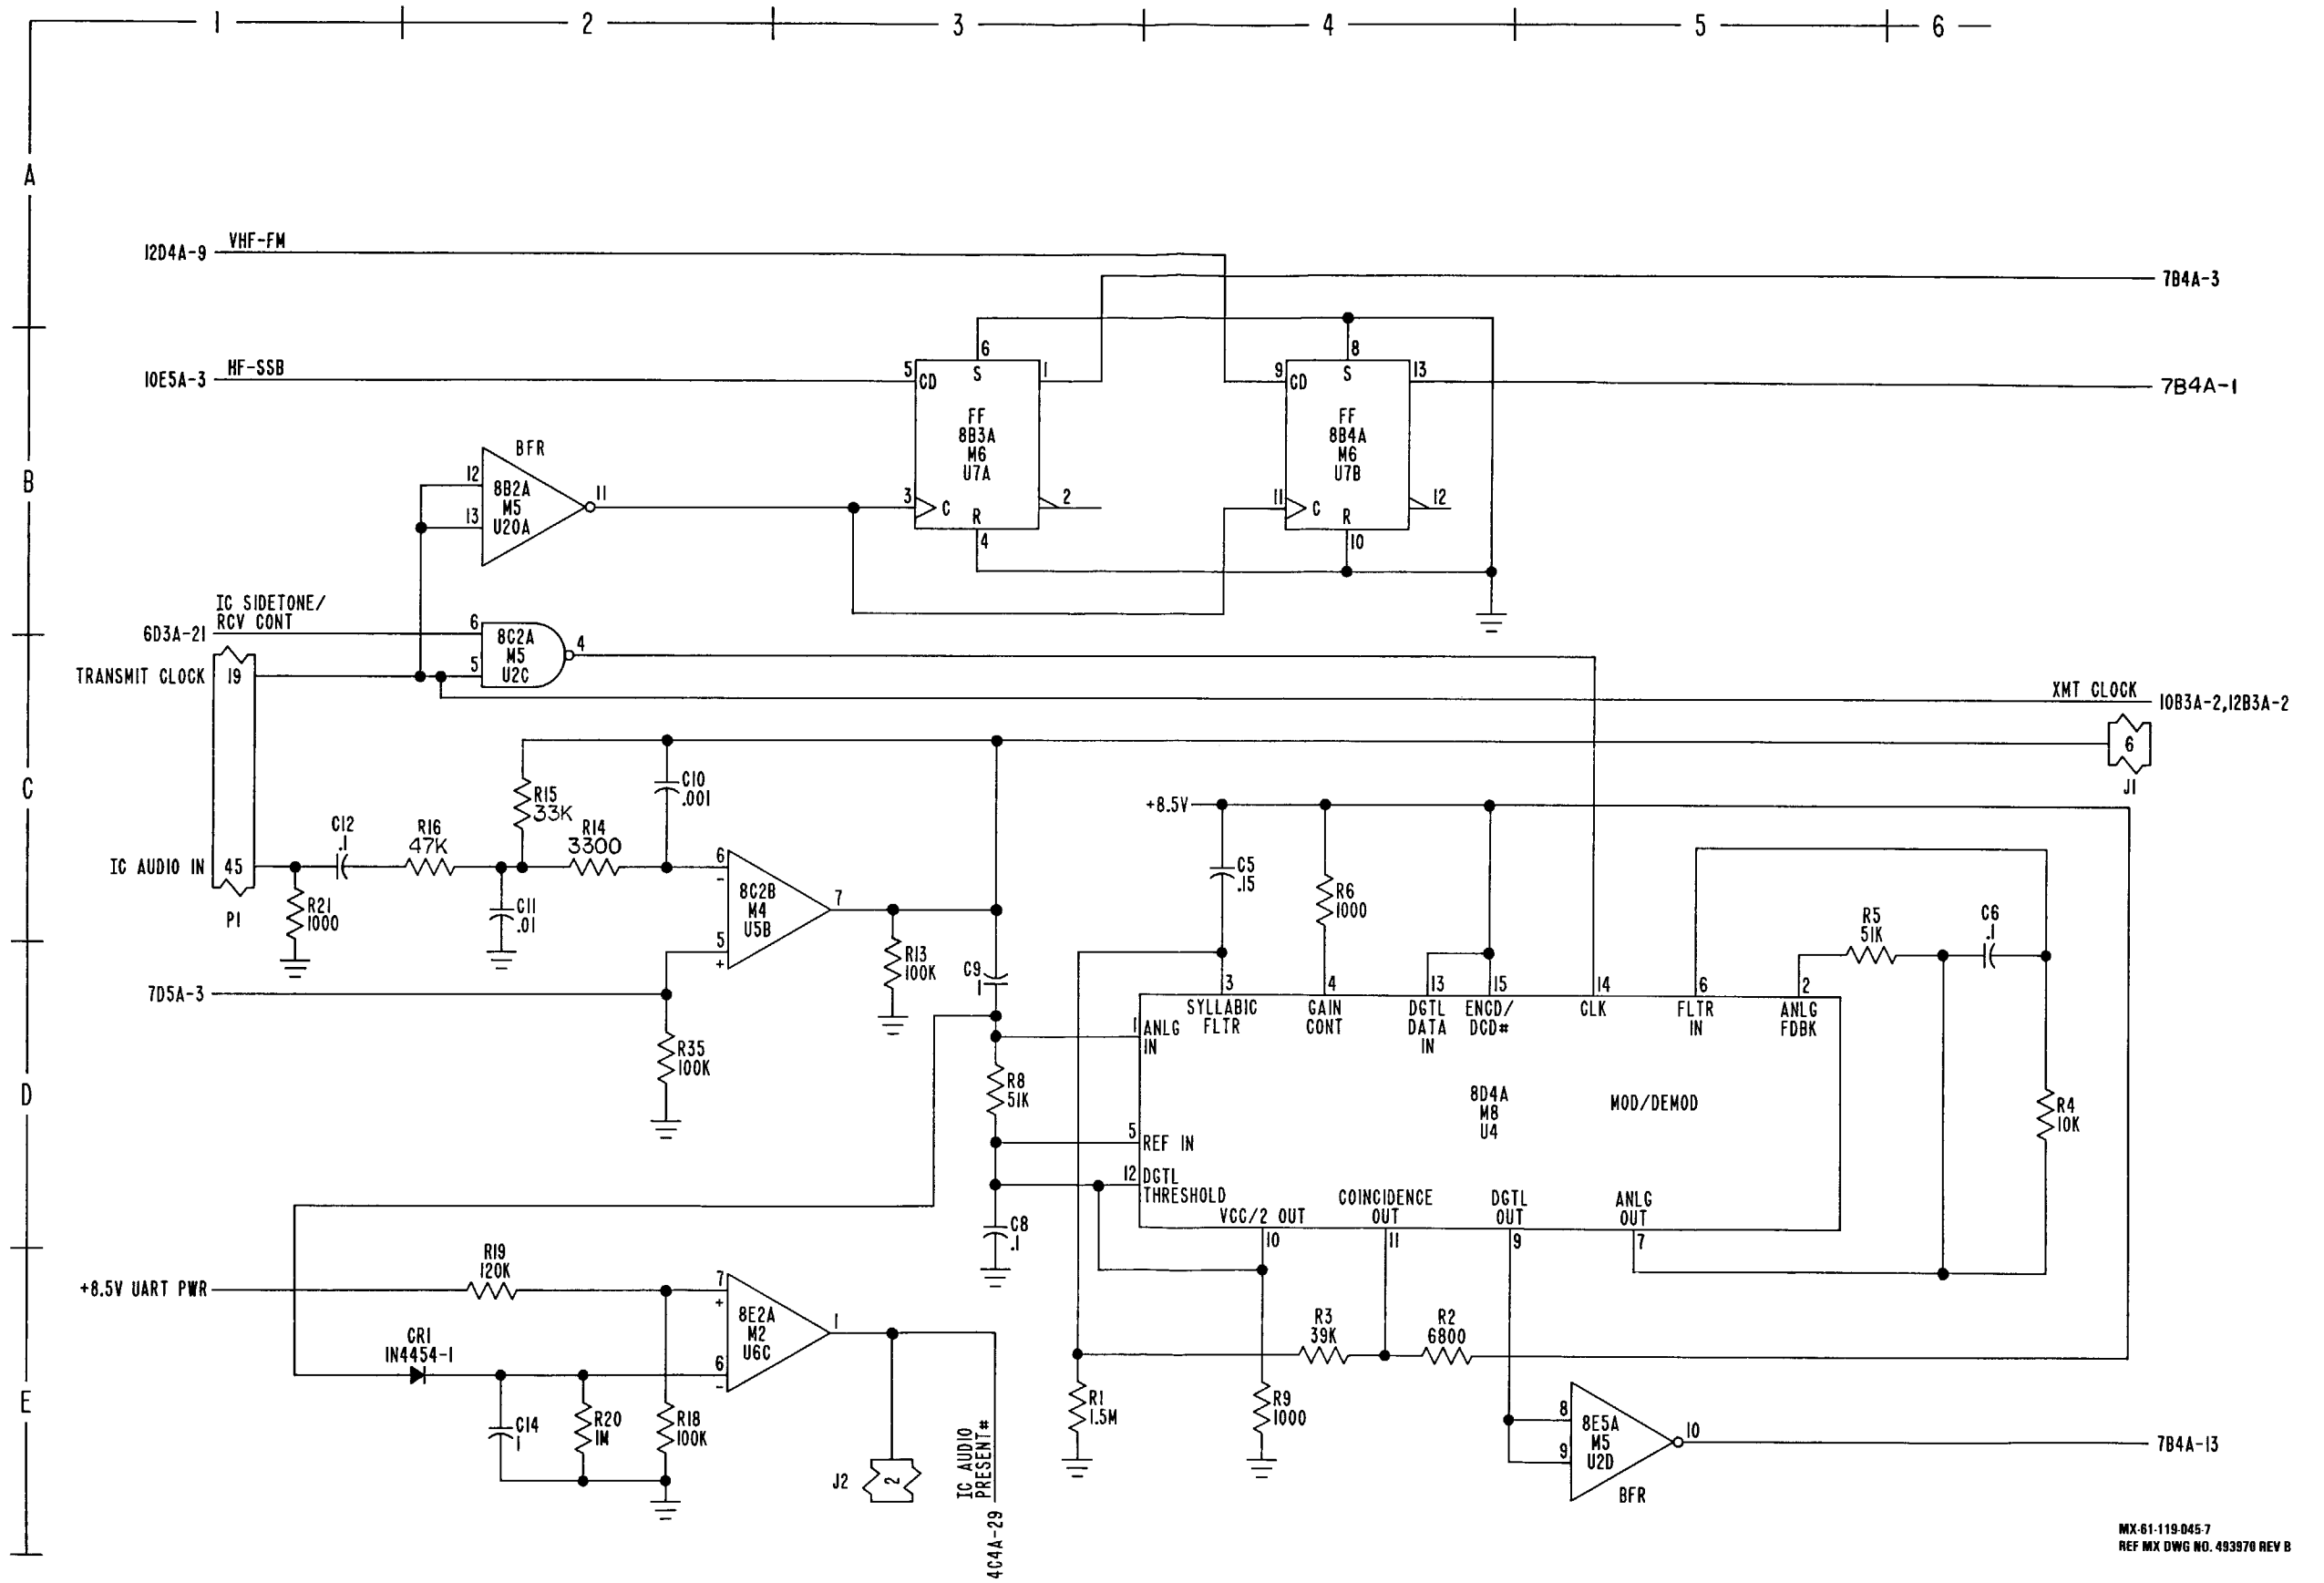 1 2 3 4 5 6
A
VHF-FM
12D4A-9
7B4A-3
HF-SSB
10E5A-3
5 CD
6
S
1
FF
8B3A
M6
U7A
3 C
R
2
4
9 CD
8
S
13
FF
8B4A
M6
U7B
11 C
R
12
10
7B4A-1
B
BFR
12
13
8B2A
M5
U20A
11
IC SIDETONE/
RCV CONT
6D3A-21
6
5
8C2A
M5
U2C
4
TRANSMIT CLOCK
19
XMT CLOCK
10B3A-2,12B3A-2
6
J1
C
R15
33K
C10
.001
+8.5V
C12
.1
R16
47K
R14
3300
IC AUDIO IN
45
P1
R21
1000
C11
.01
6
-
5
+
8C2B
M4
U5B
7
R13
100K
C9
1
C5
.15
R6
1000
R5
51K
C6
.1
7D5A-3
R35
100K
D
3
SYLLABIC
FLTR
4
GAIN
CONT
13
DGTL
DATA
IN
15
ENCD/
DCD#
14
CLK
6
FLTR
IN
2
ANLG
FDBK
1
ANLG
IN
R8
51K
8D4A
M8
U4
MOD/DEMOD
R4
10K
5
REF IN
12
DGTL
THRESHOLD
VCC/2 OUT
10
COINCIDENCE
OUT
11
DGTL
OUT
9
ANLG
OUT
7
C8
.1
R19
120K
+8.5V UART PWR
7
+
6
-
8E2A
M2
U6C
1
CR1
1N4454-1
R3
39K
R2
6800
E
C14
1
R20
1M
R18
100K
R1
1.5M
R9
1000
8
9
8E5A
M5
U2D
10
BFR
7B4A-13
J2
2
IC AUDIO
PRESENT#
4C4A-29
MX-61-119-045-7
REF MX DWG NO. 493970 REV B